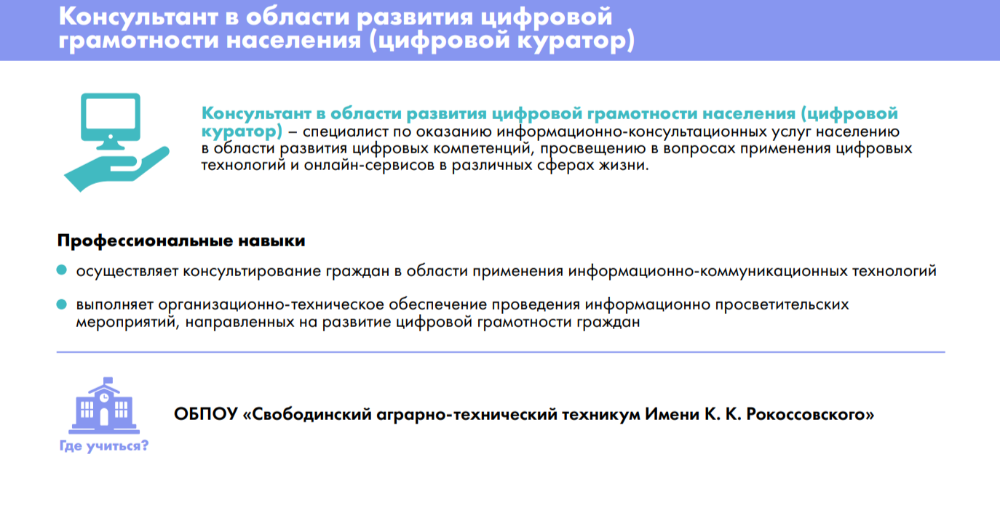 Консультант в области развития цифровой
грамотности населения (цифровой куратор)
Консультант в области развития цифровой грамотности населения (цифровой
куратор) – специалист по оказанию информационно-консультационных услуг населению
в области развития цифровых компетенций, просвещению в вопросах применения цифровых
технологий и онлайн-сервисов в различных сферах жизни.
Профессиональные навыки
осуществляет консультирование граждан в области применения информационно-коммуникационных технологий
выполняет организационно-техническое обеспечение проведения информационно просветительских
мероприятий, направленных на развитие цифровой грамотности граждан
ОБПОУ «Свободинский аграрно-технический техникум Имени К. К. Рокоссовского»
Где учиться?